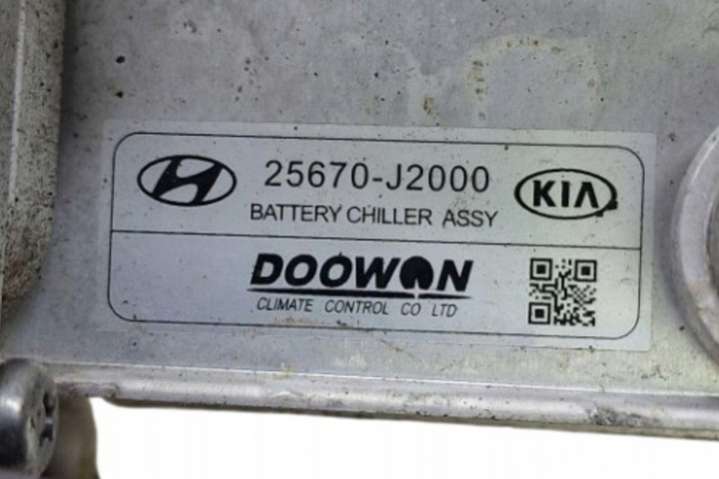 25670-J2000 KIA
BATTERY CHILLER ASSY
DOOWON
CLIMATE CONTROL CO LTD